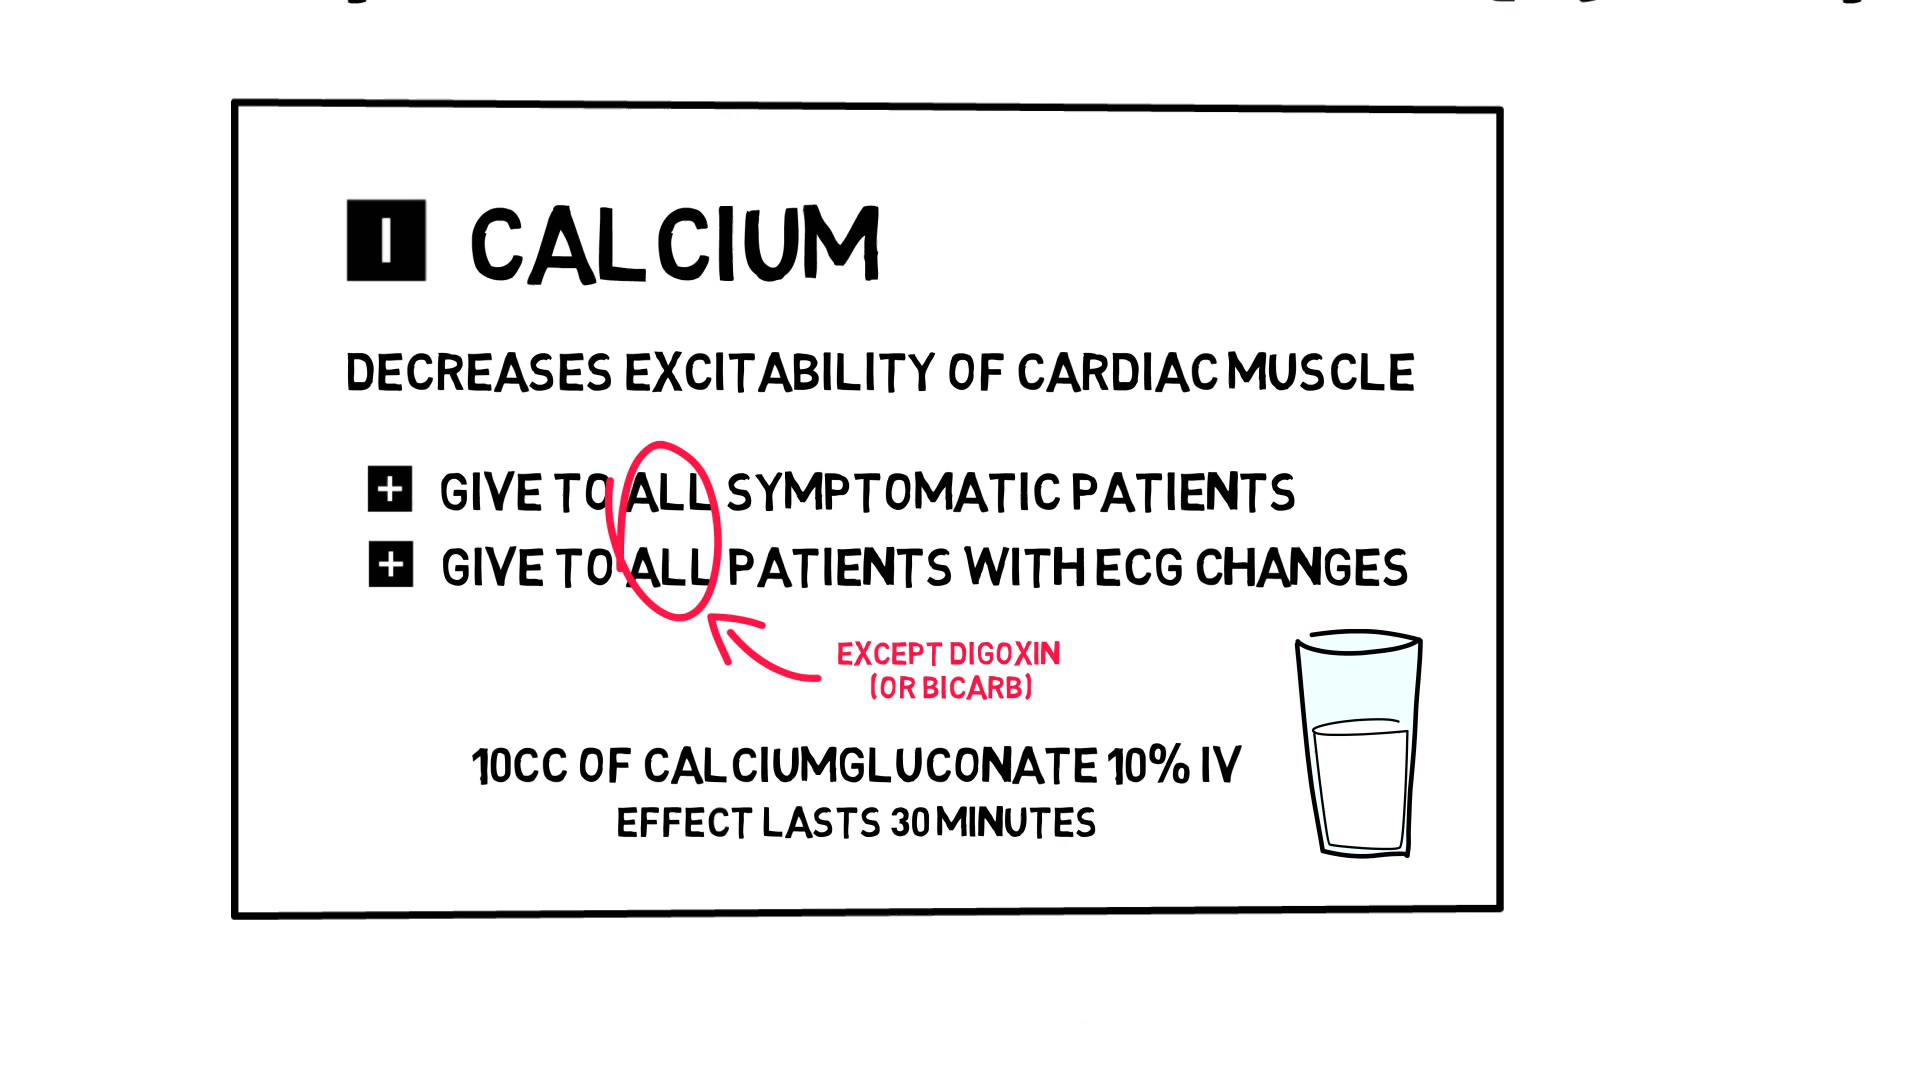 1 CALCIUM
DECREASES EXCITABILITY OF CARDIAC MUSCLE
+ GIVE TO ALL SYMPTOMATIC PATIENTS
+ GIVE TO ALL PATIENTS WITH ECG CHANGES
EXCEPT DIGOXIN
(OR BICARB)
10CC OF CALCIUMGLUCONATE 10% IV
EFFECT LASTS 30 MINUTES